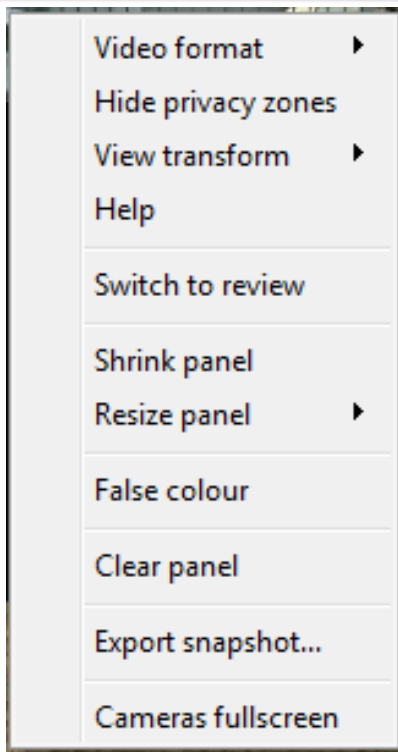 Video format
Hide privacy zones
View transform
Help
Switch to review
Shrink panel
Resize panel
False colour
Clear panel
Export snapshot...
Cameras fullscreen